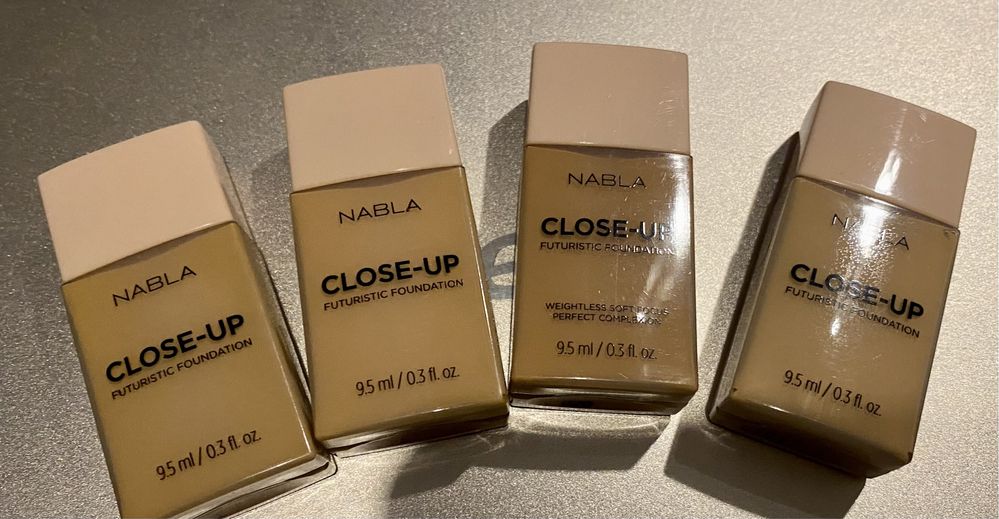 NABLA
CLOSE-UP
FUTURISTIC FOUNDATION
9.5 ml / 0.3 fl. oz.
NABLA
CLOSE-UP
FUTURISTIC FOUNDATION
9.5 ml / 0.3 fl. oz.
NABLA
CLOSE-UP
FUTURISTIC FOUNDATION
WEIGHTLESS SOFT FOCUS
PERFECT COMPLEXION
9.5 ml / 0.3 fl. oz.
NABLA
CLOSE-UP
FUTURISTIC FOUNDATION
9.5 ml / 0.3 fl. oz.